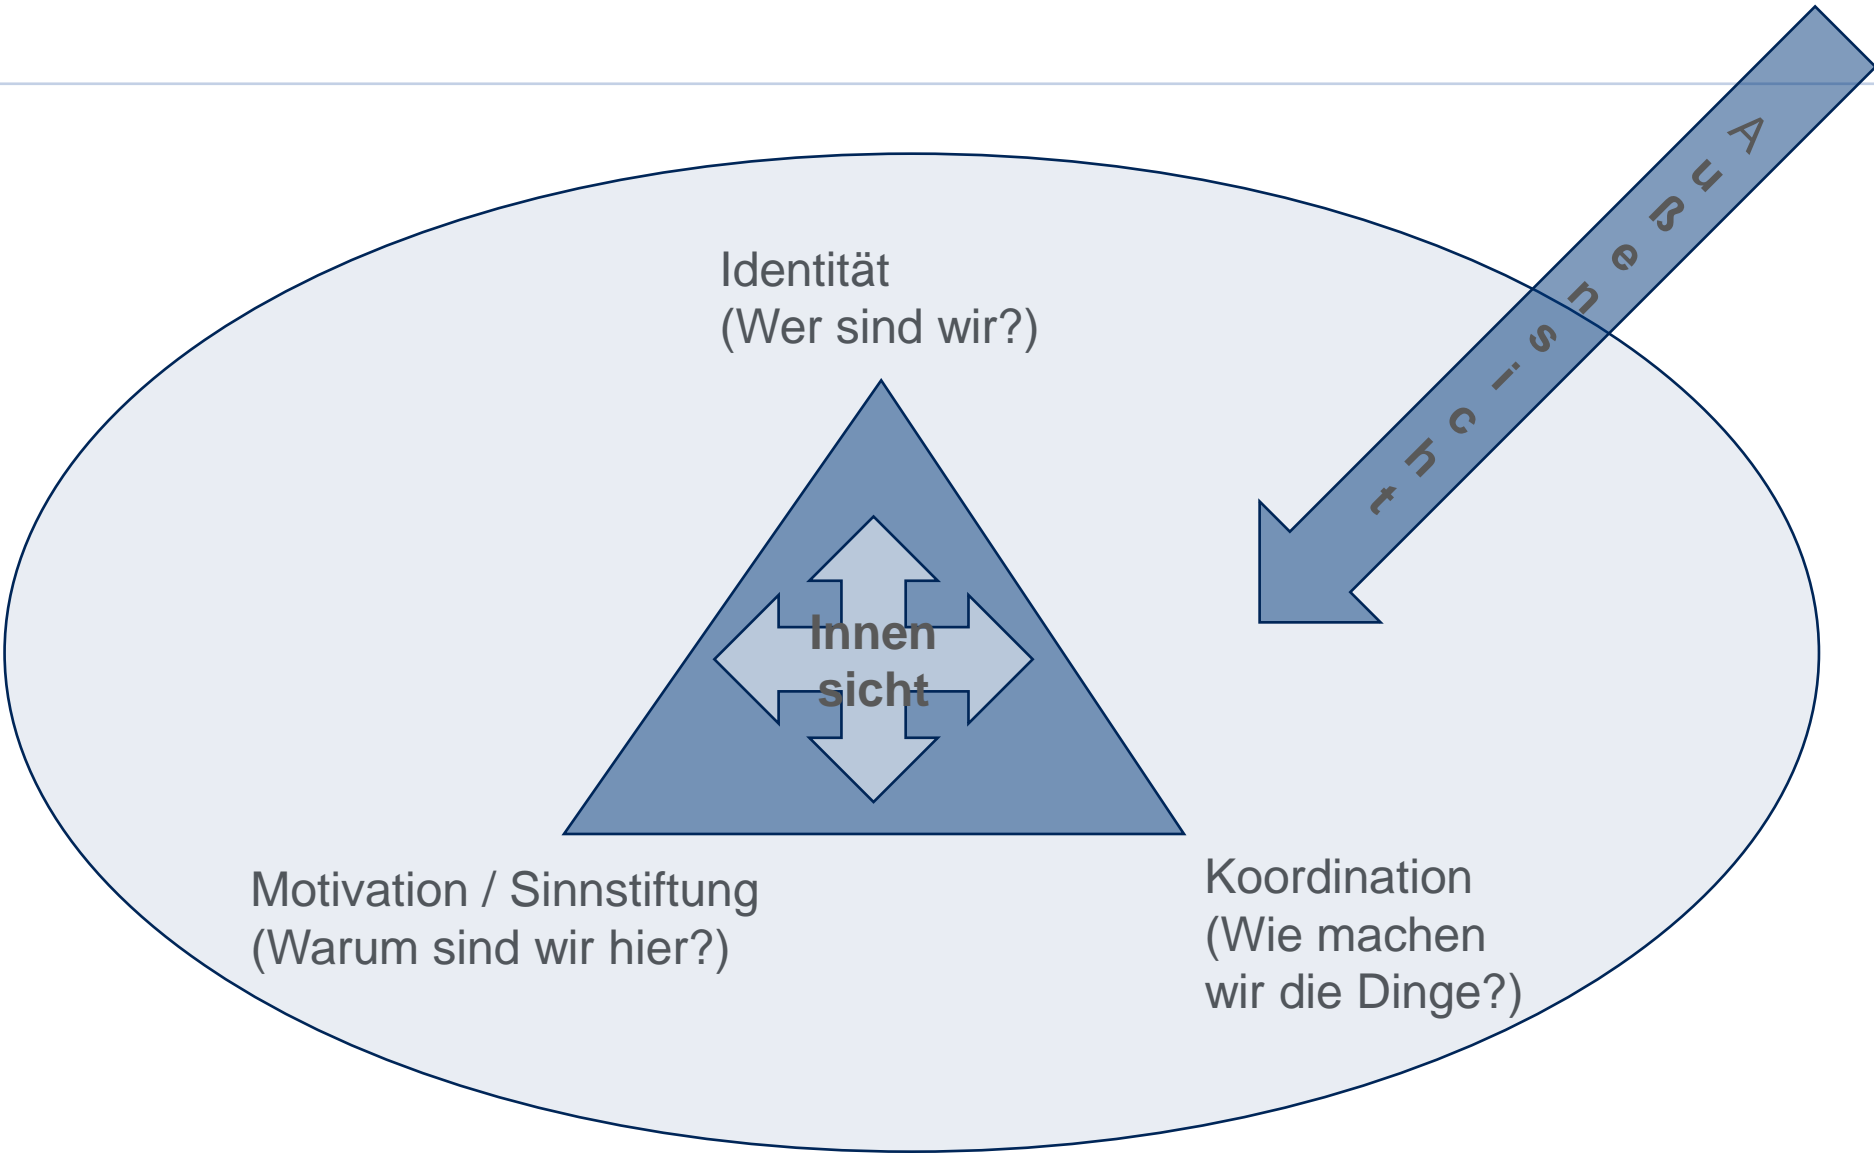 Außensicht
Identität
(Wer sind wir?)
Innen
sicht
Motivation / Sinnstiftung
(Warum sind wir hier?)
Koordination
(Wie machen
wir die Dinge?)